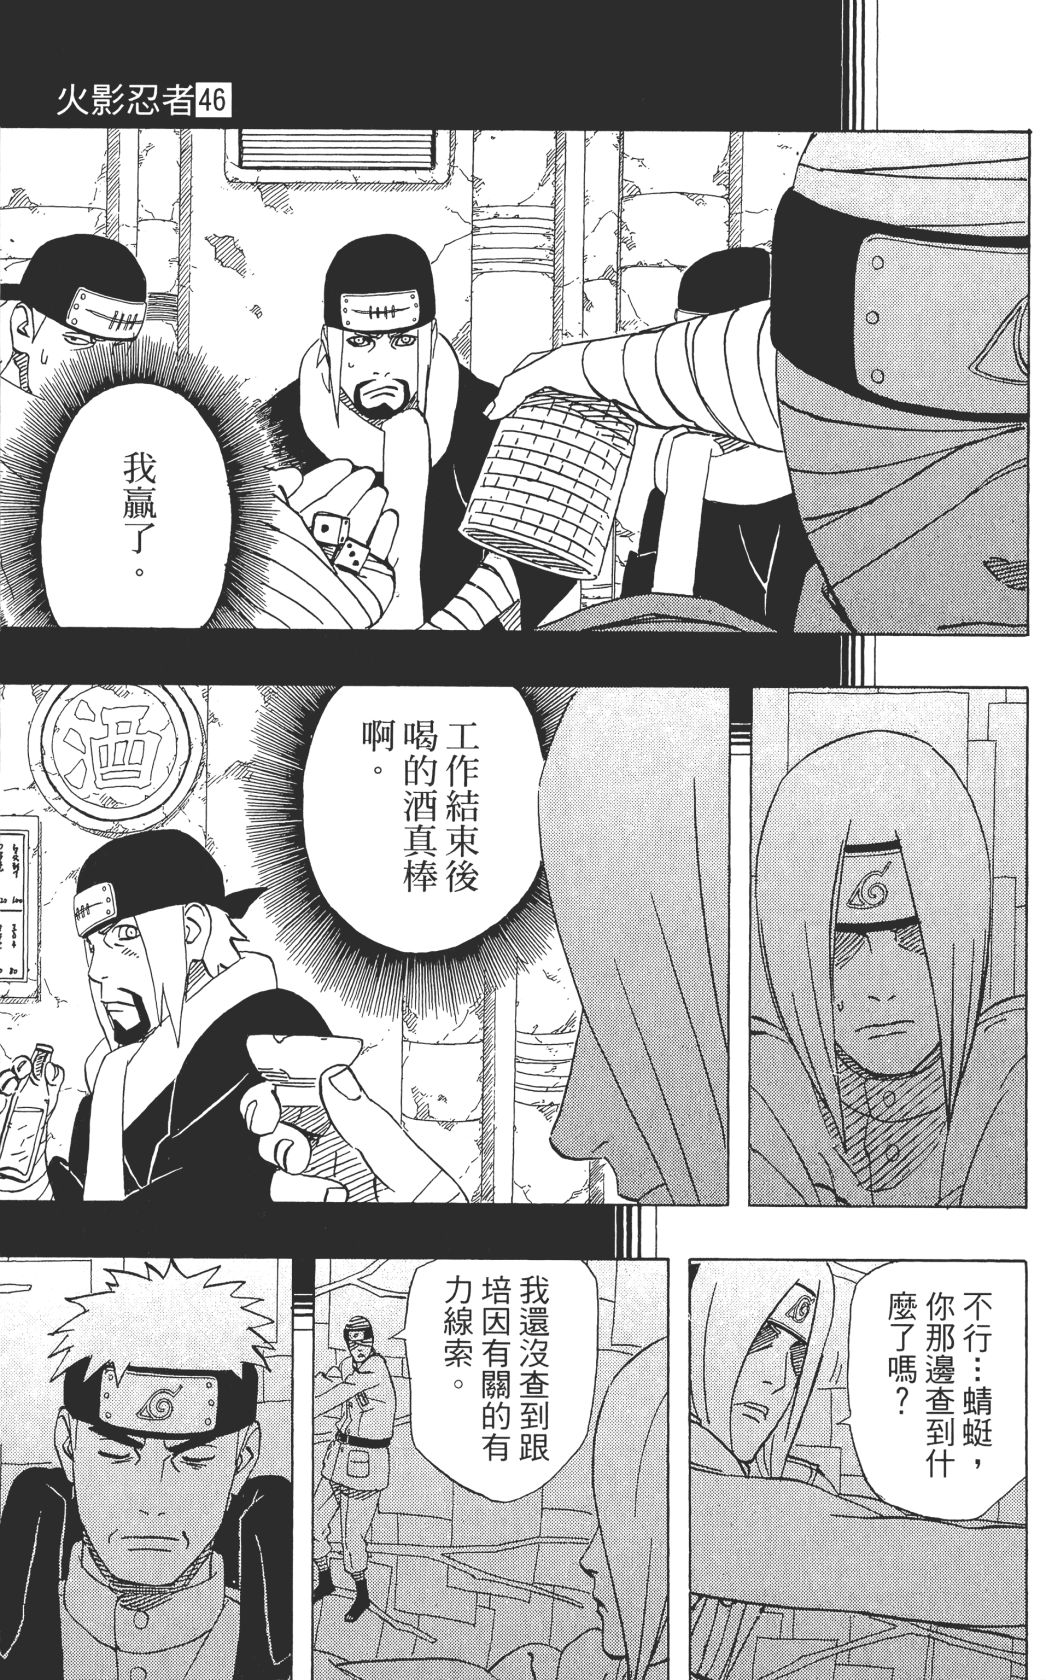 火影忍者46
我贏了。
工作結束後
喝的酒真棒
啊。
酒
不行…蜻蜓，
你那邊查到什
麼了嗎？
我還沒查到跟
培因有關的有
力線索。